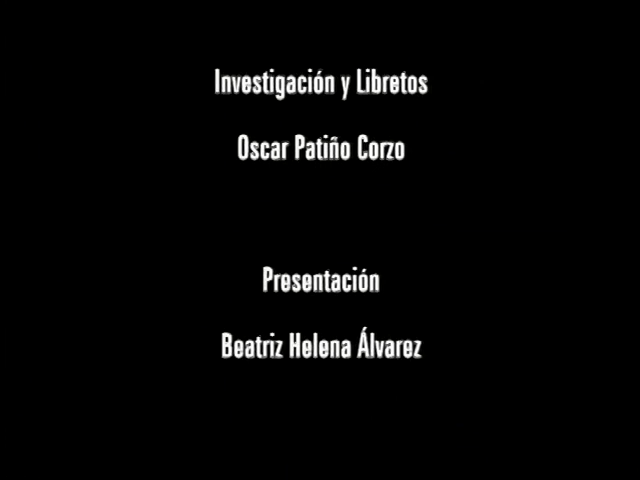 Investigación y Libretos
Oscar Patiño Corzo
Presentación
Beatriz Helena Álvarez